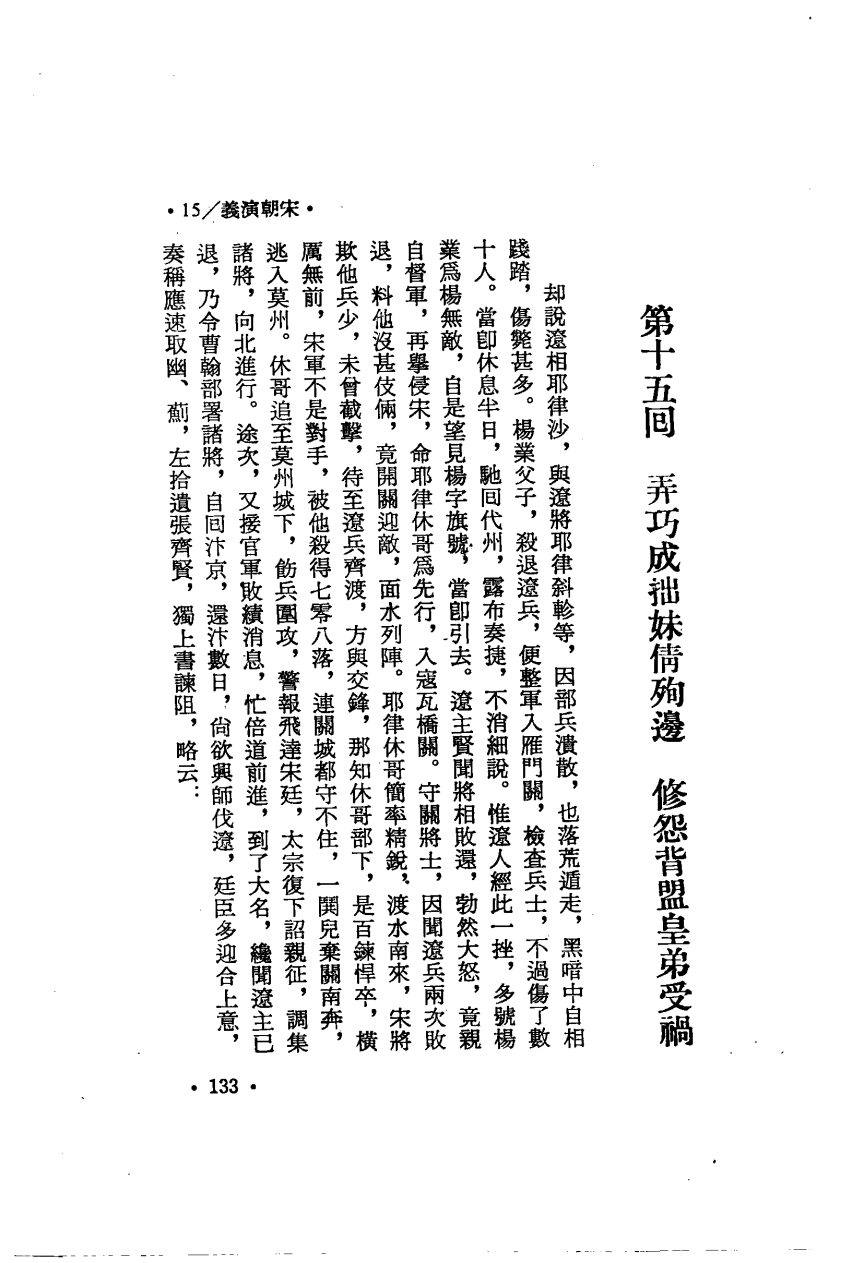 第十五回　弄巧成拙妹倩殉邊　修怨背盟皇弟受禍
却說遼相耶律沙，與遼將耶律斜軫等，因部兵潰散，也落荒遁走，黑暗中自相
踐踏，傷斃甚多。楊業父子，殺退遼兵，便整軍入雁門關，檢查兵士，不過傷了數
十人。當卽休息半日，馳回代州，露布奏捷，不消細說。惟遼人經此一挫，多號楊
業爲楊無敵，自是望見楊字旗號，當卽引去。遼主賢聞將相敗還，勃然大怒，竟親
自督軍，再擧侵宋，命耶律休哥爲先行，入寇瓦橋關。守關將士，因聞遼兵兩次敗
退，料他沒甚伎倆，竟開關迎敵，面水列陣。耶律休哥簡率精銳，渡水南來，宋將
欺他兵少，未曾截擊，待至遼兵齊渡，方與交鋒，那知休哥部下，是百鍊悍卒，橫
厲無前，宋軍不是對手，被他殺得七零八落，連關城都守不住，一鬨兒棄關南奔，
逃入莫州。休哥追至莫州城下，飭兵圍攻，警報飛達宋廷，太宗復下詔親征，調集
諸將，向北進行。途次，又接官軍敗績消息，忙倍道前進，到了大名，纔聞遼主已
退，乃令曹翰部署諸將，自回汴京，還汴數日，尙欲興師伐遼，廷臣多迎合上意，
奏稱應速取幽、薊，左拾遺張齊賢，獨上書諫阻，略云：
•15／義演朝宋•
•133•